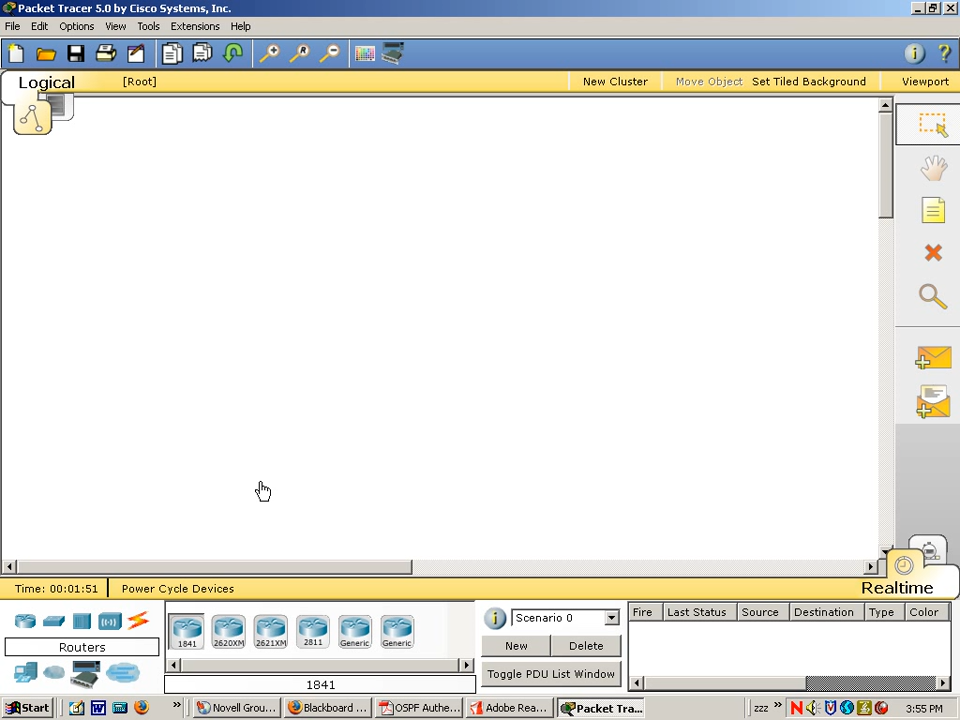 Packet Tracer 5.0 by Cisco Systems, Inc.
File Edit Options View Tools Extensions Help
Logical [Root] New Cluster Move Object Set Tiled Background Viewport
Time: 00:01:51 Power Cycle Devices Realtime
1841 2620XM 2621XM 2811 Generic Generic
Routers
1841
Scenario 0
New Delete
Toggle PDU List Window
Fire Last Status Source Destination Type Color
Start Novell Grou... Blackboard ... OSPF Authe... Adobe Rea... Packet Tra... zzz 3:55 PM